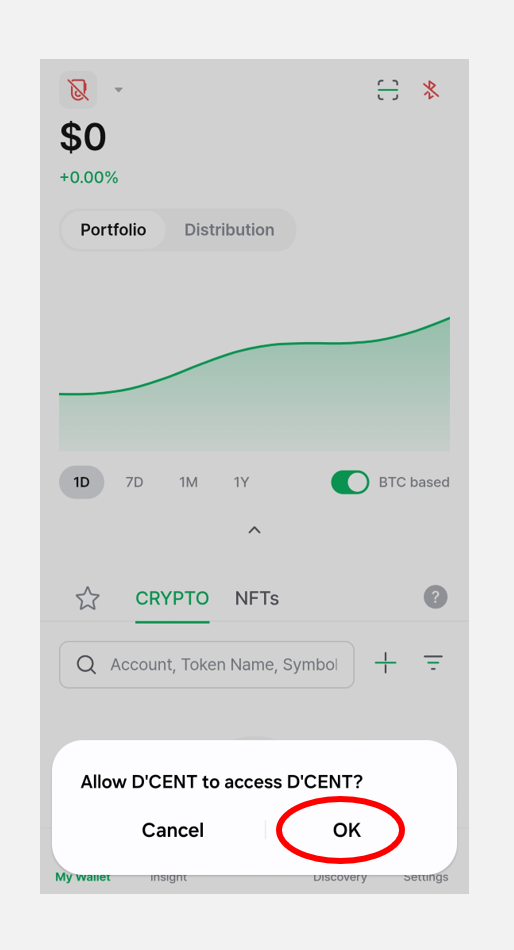 $0
+0.00%
Portfolio Distribution
1D 7D 1M 1Y BTC based
CRYPTO NFTs ?
Account, Token Name, Symbol
Allow D'CENT to access D'CENT?
Cancel OK
My Wallet Insight Discovery Settings